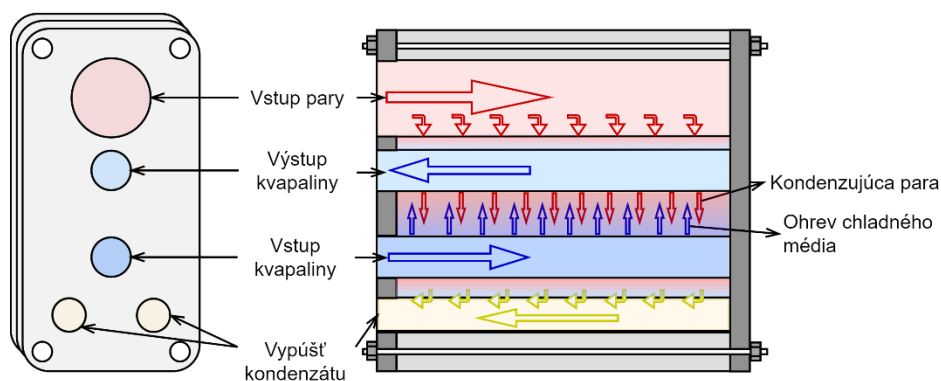 Vstup pary
Výstup
kvapaliny
Vstup
kvapaliny
Vypúšť
kondenzátu
Kondenzujúca para
Ohrev chladného
média